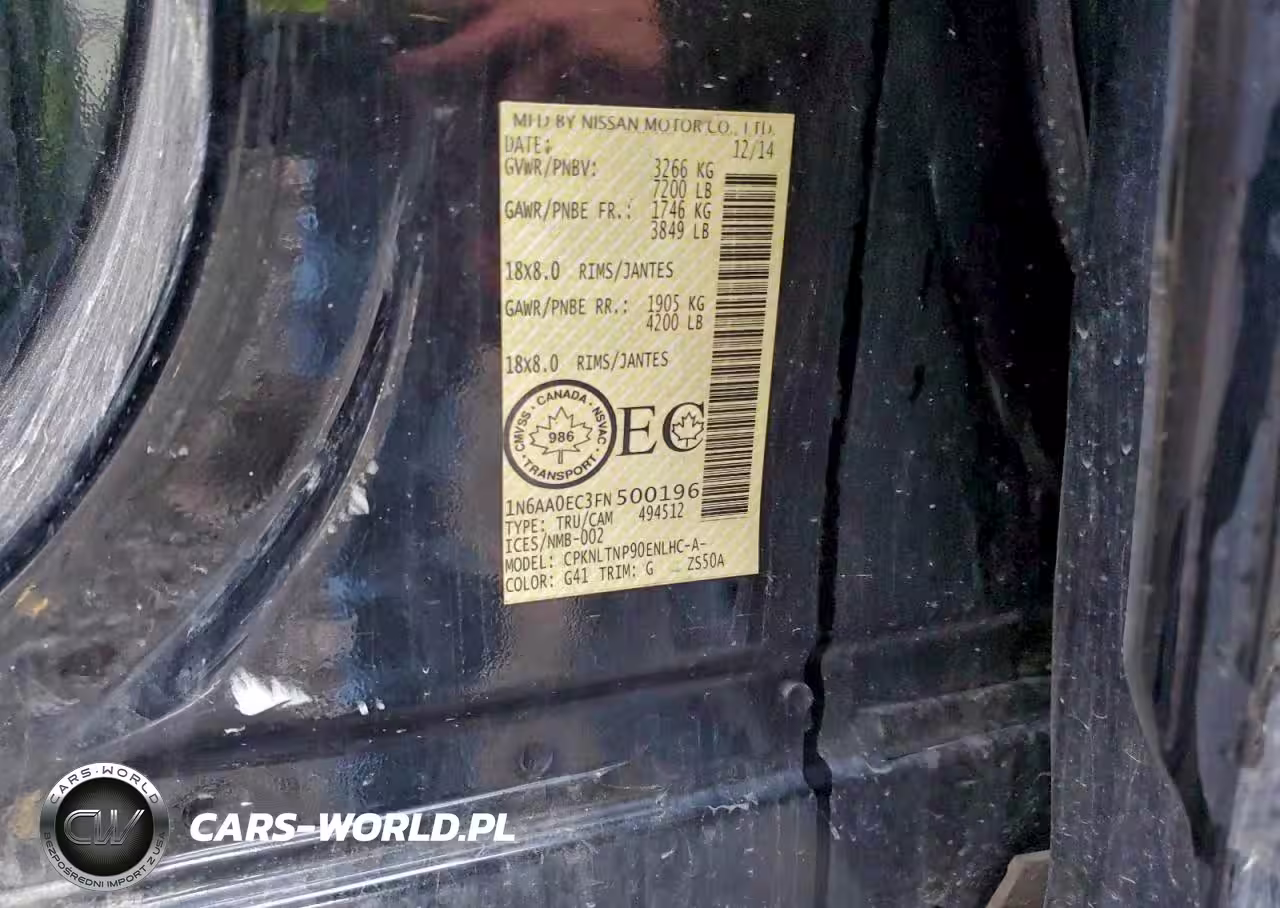 MFD BY NISSAN MOTOR CO., LTD.
DATE: 12/14
GVWR/PNBV: 3266 KG
7200 LB
GAWR/PNBE FR.: 1746 KG
3849 LB
18x8.0 RIMS/JANTES
GAWR/PNBE RR.: 1905 KG
4200 LB
18x8.0 RIMS/JANTES
CANADA · NSVAC · TRANSPORT · CMVSS ·
986
EC
1N6AA0EC3FN500196
TYPE: TRU/CAM 494512
ICES/NMB-002
MODEL: CPKNLTNP90ENLHC-A-
COLOR: G41 TRIM: G ZS50A
CARS-WORLD
CW
BEZPOŚREDNI IMPORT Z USA
CARS-WORLD.PL